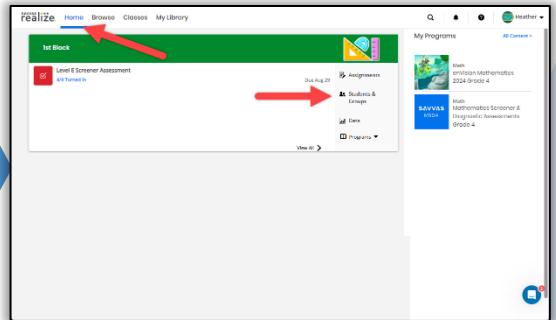 realize
Home Browse Classes My Library
Heather
1st Block
Level E Screener Assessment
4/4 Turned In
Due Aug 29
Assignments
Students &
Groups
Data
Programs
View All
My Programs
All Content >
Math
enVision Mathematics
2024 Grade 4
SAVVAS
MSDA
Math
Mathematics Screener &
Diagnostic Assessments
Grade 4